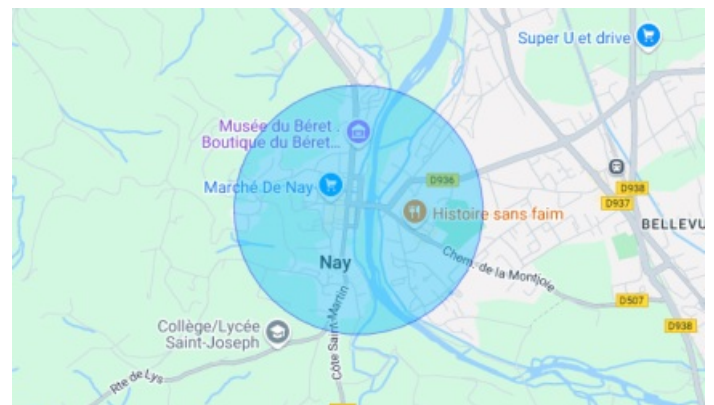 Super U et drive
Musée du Béret .
Boutique du Béret...
Marché De Nay
D936
D938
D937
Histoire sans faim
BELLEVU
Nay
Chem. de la Montjoie
D507
Collège/Lycée
Saint-Joseph
Côte Saint-Martin
D938
Rte de Lys